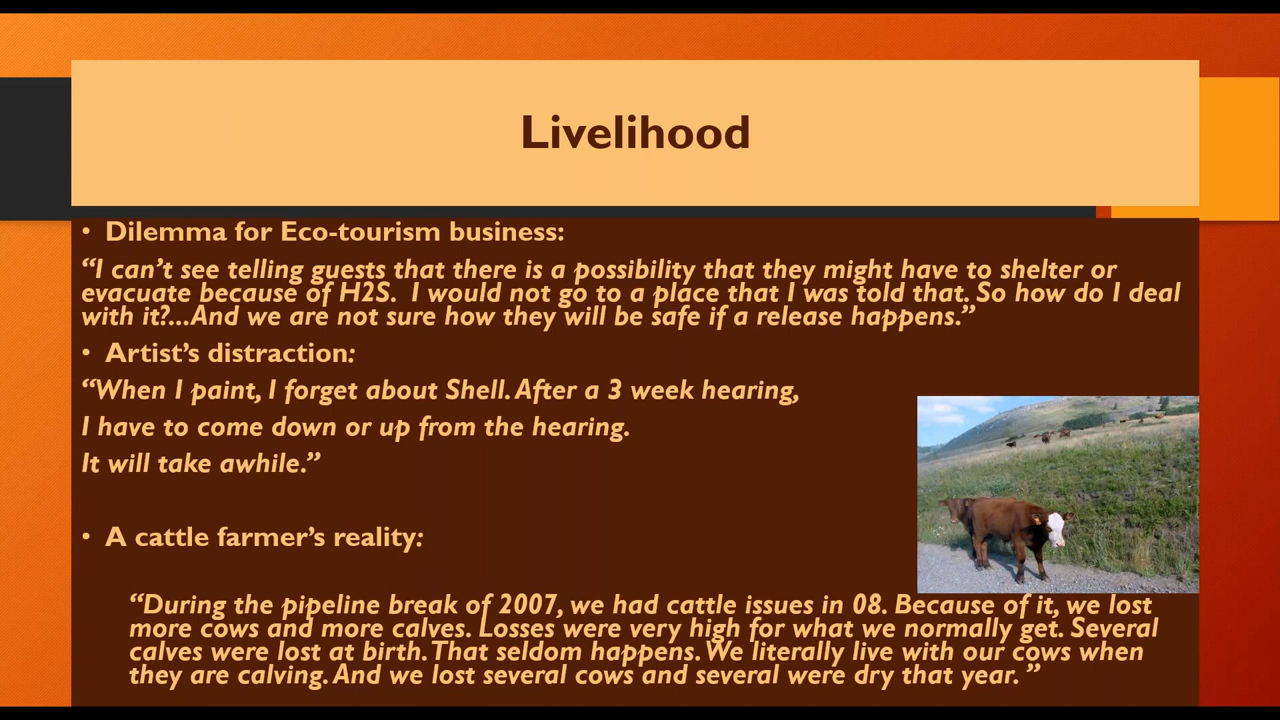 Livelihood
• Dilemma for Eco-tourism business:
“I can’t see telling guests that there is a possibility that they might have to shelter or
evacuate because of H2S.  I would not go to a place that I was told that. So how do I deal
with it?...And we are not sure how they will be safe if a release happens.”
• Artist’s distraction:
“When I paint, I forget about Shell. After a 3 week hearing,
I have to come down or up from the hearing.
It will take awhile.”
• A cattle farmer’s reality:
“During the pipeline break of 2007, we had cattle issues in 08. Because of it, we lost
more cows and more calves. Losses were very high for what we normally get. Several
calves were lost at birth. That seldom happens. We literally live with our cows when
they are calving. And we lost several cows and several were dry that year. ”